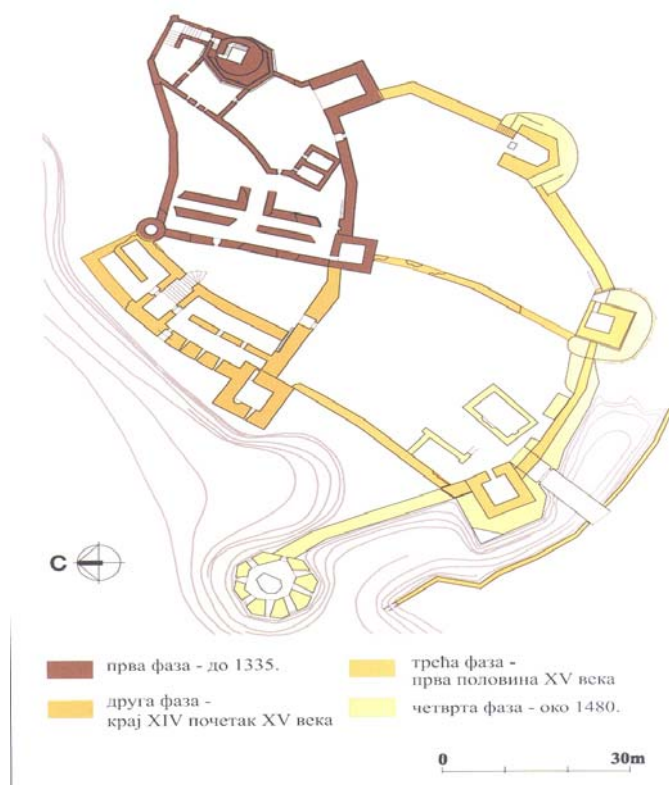 С
прва фаза - до 1335.
друга фаза -
крај XIV почетак XV века
трећа фаза -
прва половина XV века
четврта фаза - око 1480.
0 30m